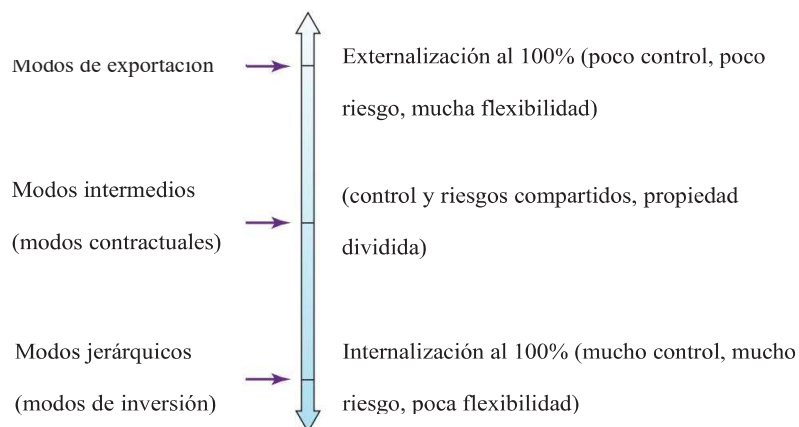 Modos de exportación
Externalización al 100% (poco control, poco
riesgo, mucha flexibilidad)
Modos intermedios
(modos contractuales)
(control y riesgos compartidos, propiedad
dividida)
Modos jerárquicos
(modos de inversión)
Internalización al 100% (mucho control, mucho
riesgo, poca flexibilidad)